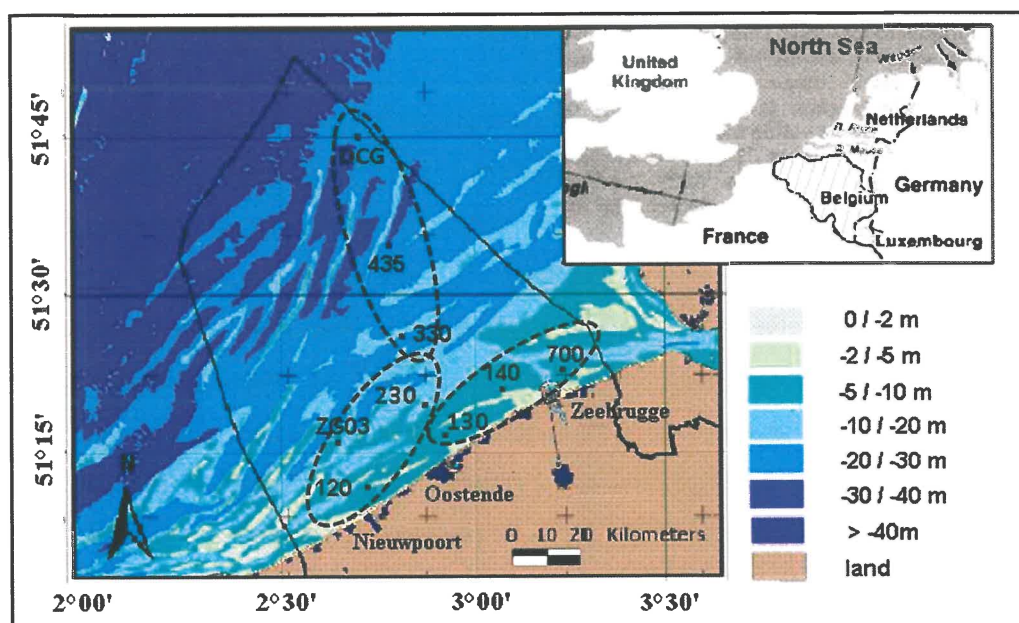 North Sea
United
Kingdom
Netherlands
Germany
Belgium
France
Luxembourg
51°45'
51°30'
51°15'
435
330
700
140
230
130
ZG03
120
Zeebrugge
Oostende
Nieuwpoort
N
0 10 20 Kilometers
2°00'
2°30'
3°00'
3°30'
0 / -2 m
-2 / -5 m
-5 / -10 m
-10 / -20 m
-20 / -30 m
-30 / -40 m
> -40m
land